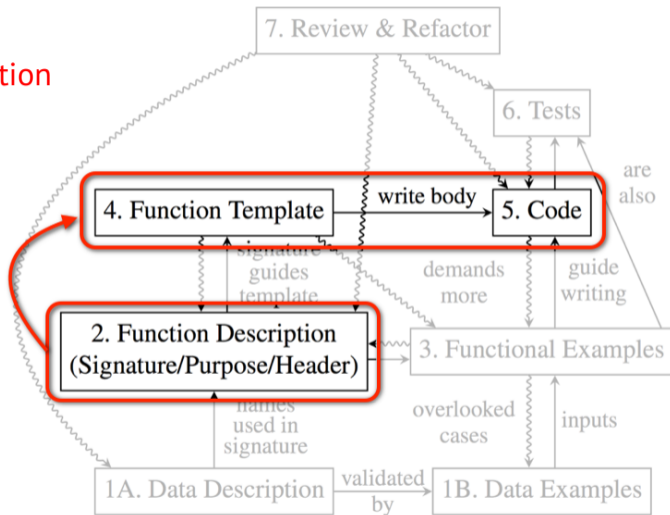 7. Review & Refactor
tion
6. Tests
are
also
4. Function Template
write body
5. Code
signature
guides
template
demands
more
guide
writing
2. Function Description
(Signature/Purpose/Header)
3. Functional Examples
names
used in
signature
overlooked
cases
inputs
1A. Data Description
validated
by
1B. Data Examples